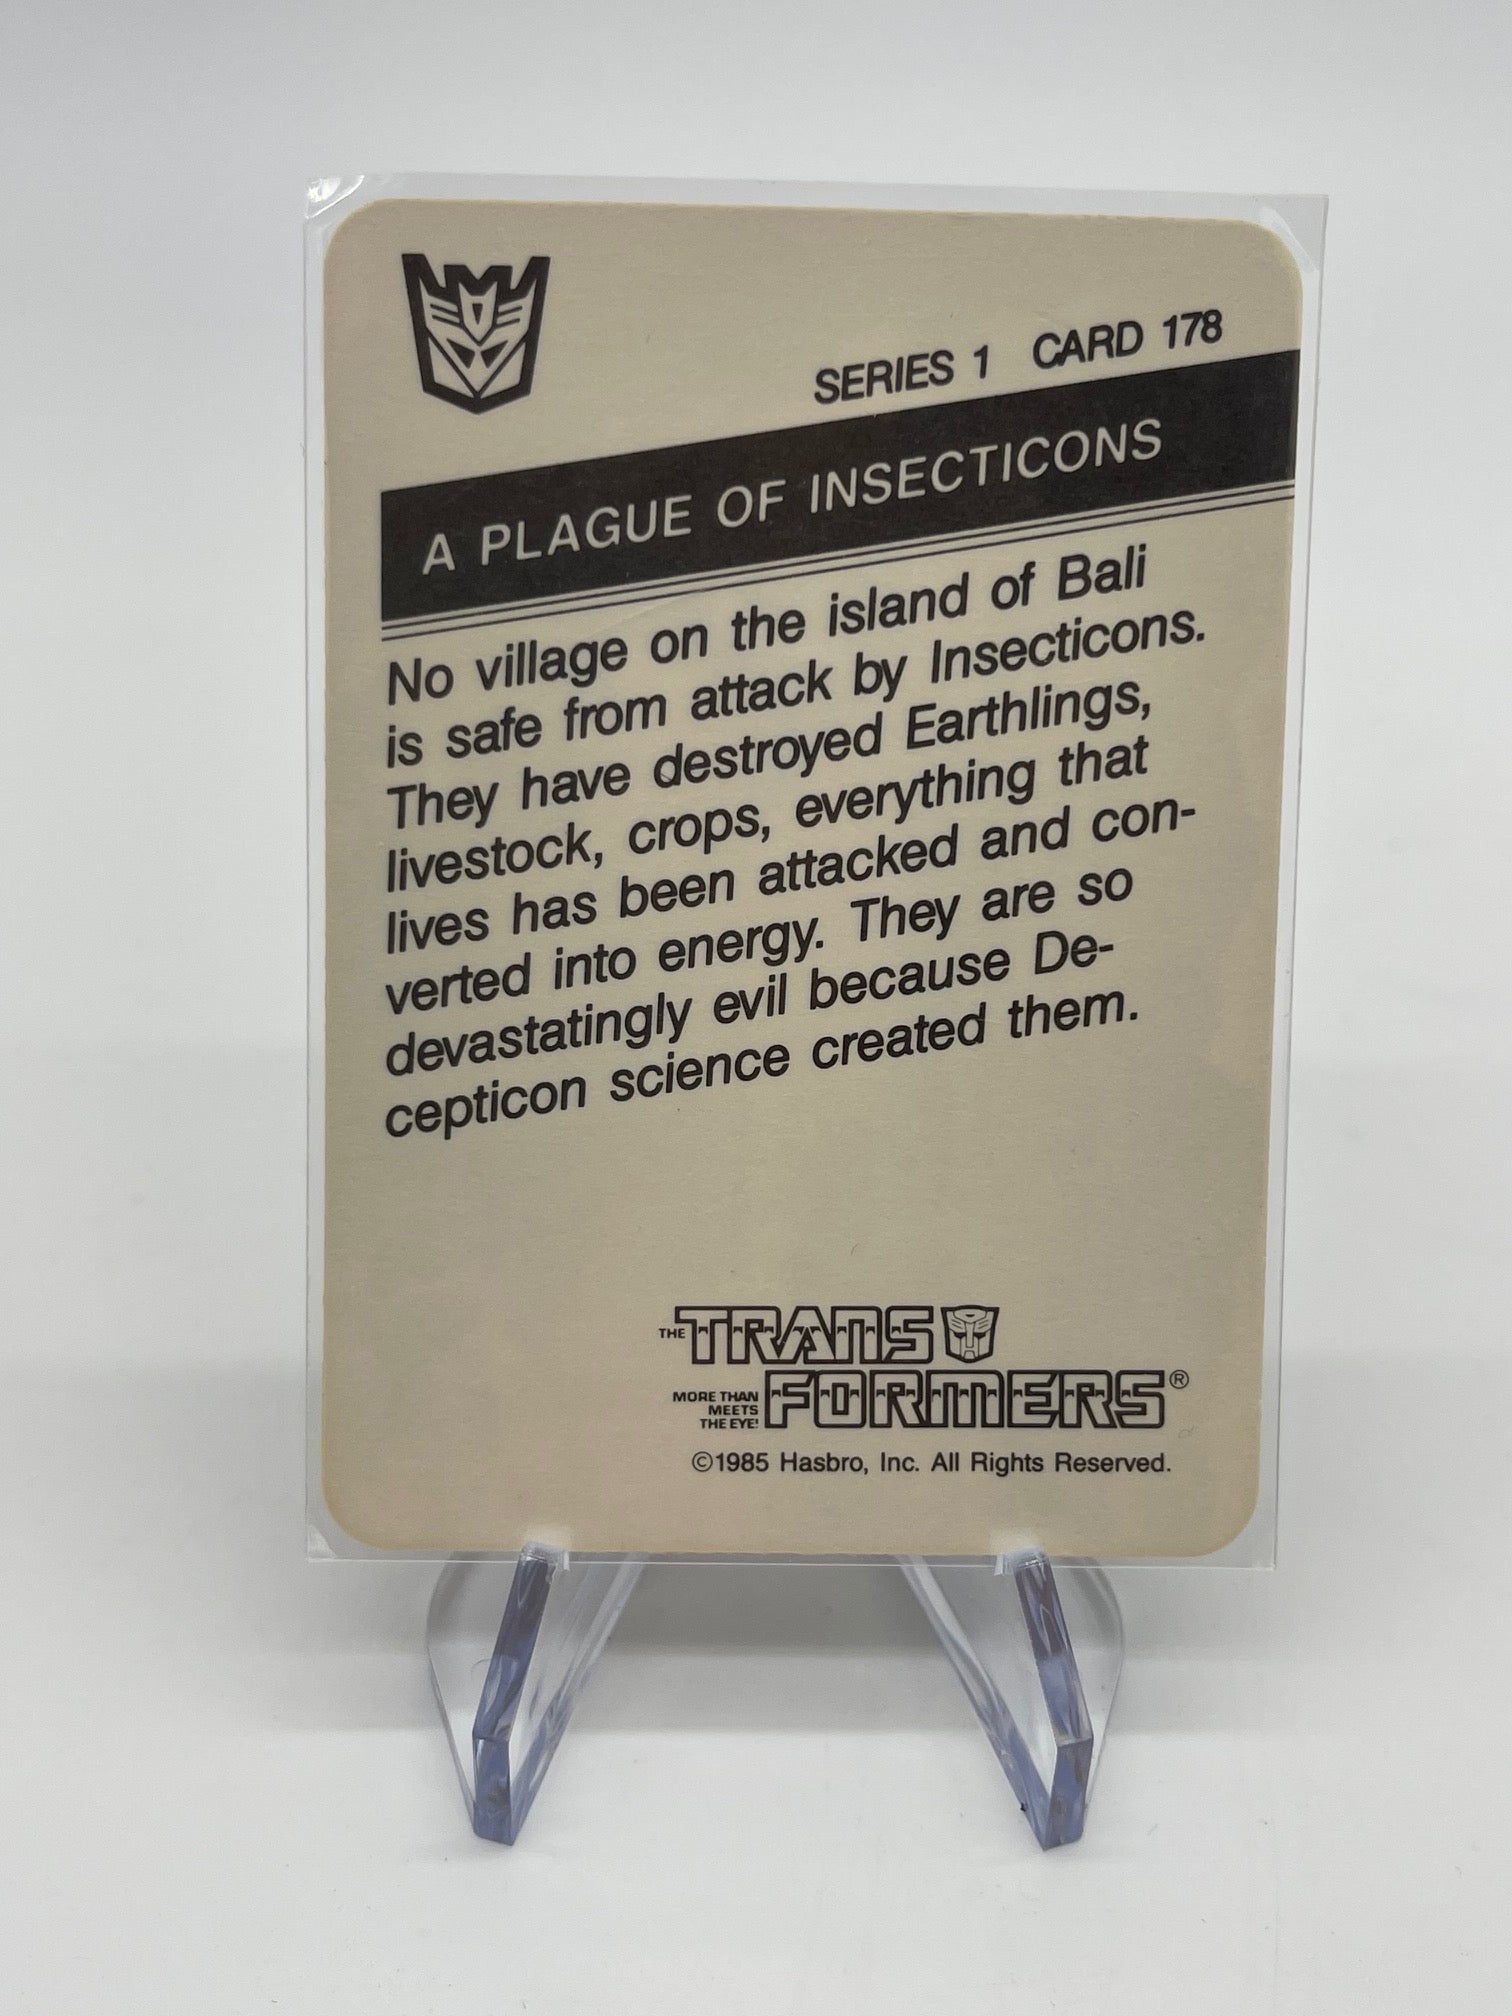 SERIES 1 CARD 178
A PLAGUE OF INSECTICONS
No village on the island of Bali
is safe from attack by Insecticons.
They have destroyed Earthlings,
livestock, crops, everything that
lives has been attacked and con-
verted into energy. They are so
devastatingly evil because De-
cepticon science created them.
THE TRANS
FORMERS®
MORE THAN
MEETS
THE EYE!
©1985 Hasbro, Inc. All Rights Reserved.